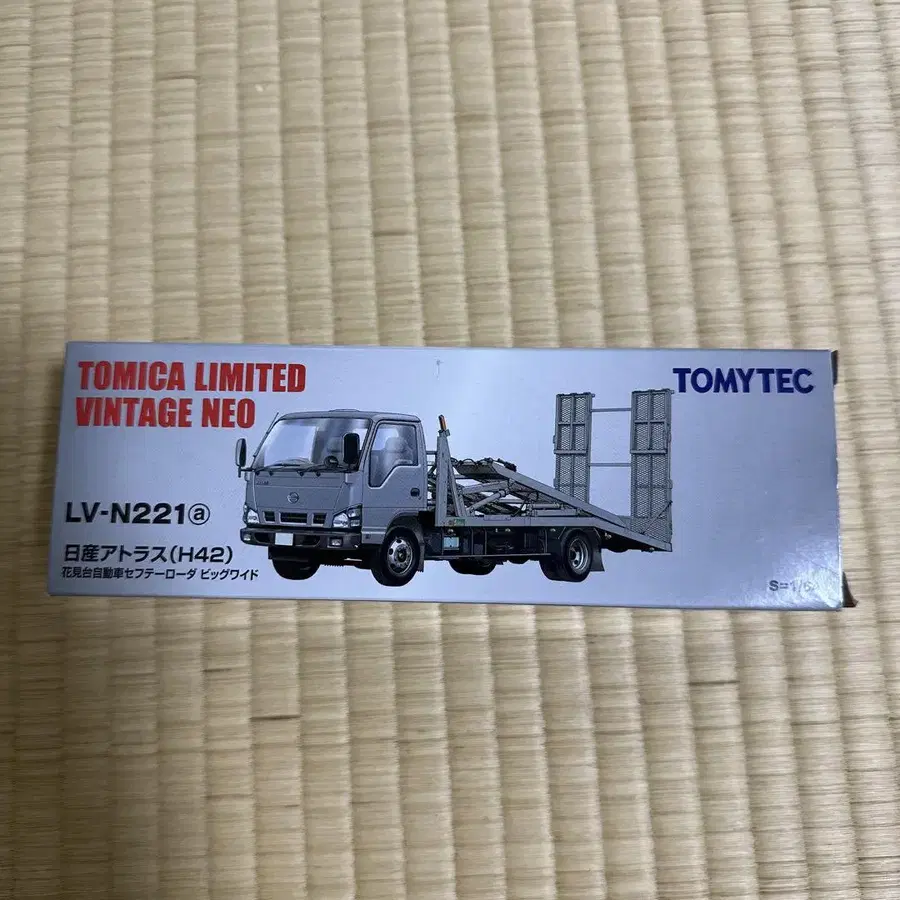 TOMICA LIMITED
VINTAGE NEO
TOMYTEC
LV-N221ⓐ
日産アトラス(H42)
花見台自動車セフテーローダ ビッグワイド